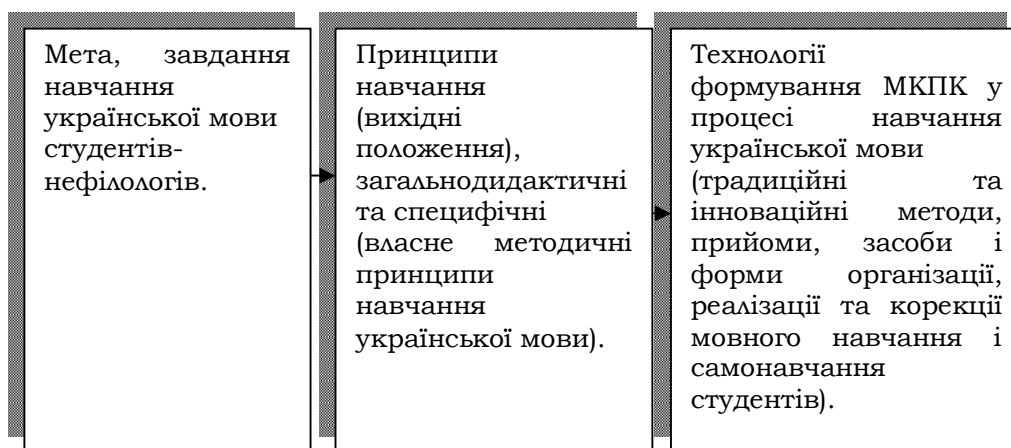 Мета, завдання
навчання
української мови
студентів-
нефілологів.
Принципи
навчання
(вихідні
положення),
загальнодидактичні
та специфічні
(власне методичні
принципи
навчання
української мови).
Технології
формування МКПК у
процесі навчання
української мови
(традиційні та
інноваційні методи,
прийоми, засоби і
форми організації,
реалізації та корекції
мовного навчання і
самонавчання
студентів).